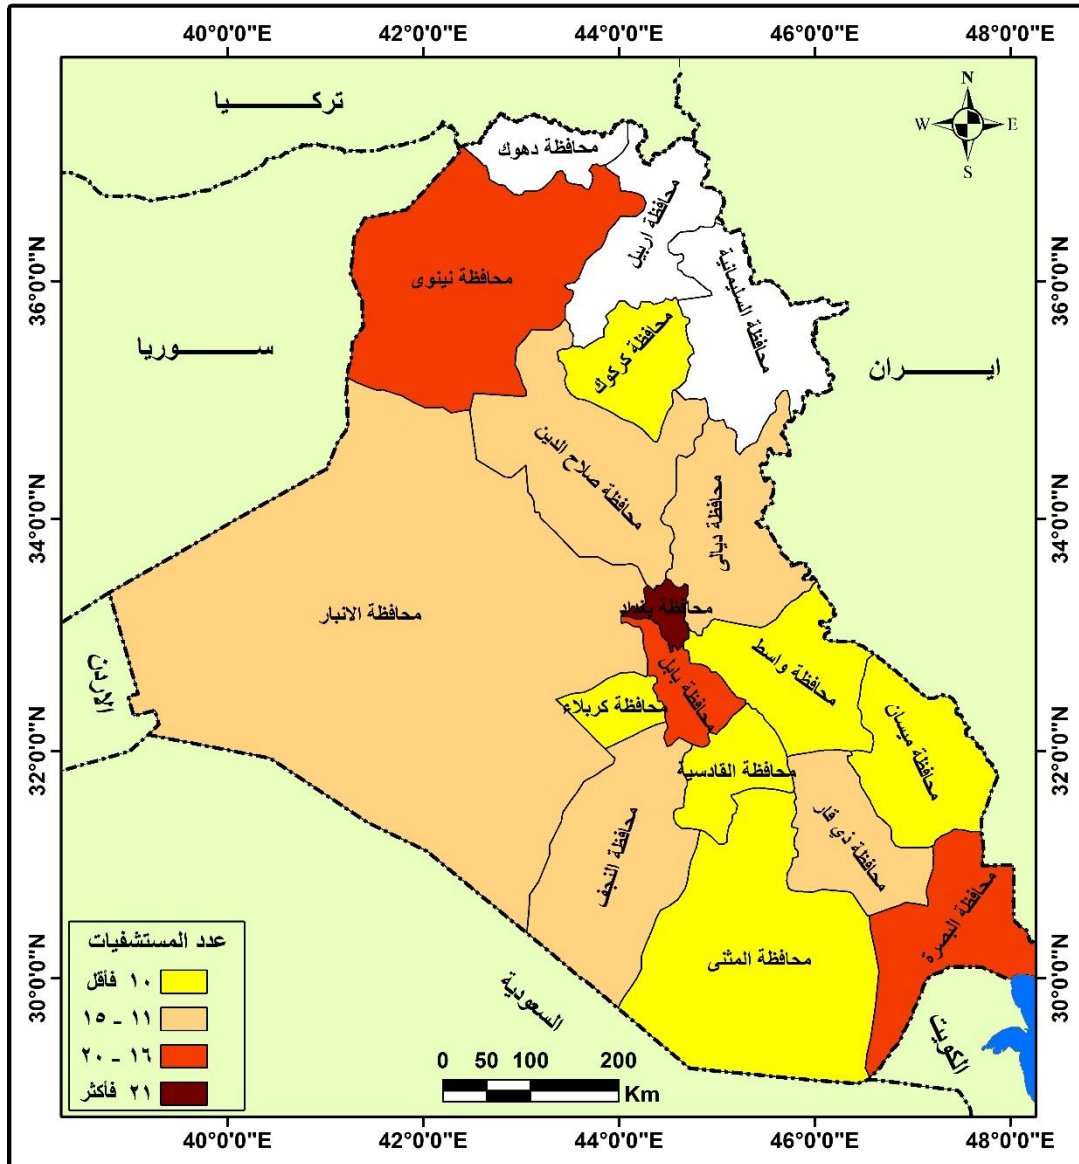 40°0'0"E 42°0'0"E 44°0'0"E 46°0'0"E 48°0'0"E
تركـــــــيا
N
W E
S
محافظة دهوك
محافظة اربيل
36°0'0"N
محافظة نينوى
محافظة السليمانية
36°0'0"N
ســـــــوريا
محافظة كركوك
ايـــــــران
محافظة صلاح الدين
34°0'0"N
محافظة ديالى
34°0'0"N
محافظة بغداد
محافظة الانبار
محافظة واسط
الاردن
محافظة بابل
محافظة كربلاء
محافظة ميسان
32°0'0"N
محافظة القادسية
32°0'0"N
محافظة ذي قار
محافظة النجف
محافظة البصرة
محافظة المثنى
30°0'0"N
السعودية
30°0'0"N
الكويت
عدد المستشفيات
١٠ فأقل
١١ - ١٥
١٦ - ٢٠
٢١ فأكثر
0 50 100 200
Km
40°0'0"E 42°0'0"E 44°0'0"E 46°0'0"E 48°0'0"E